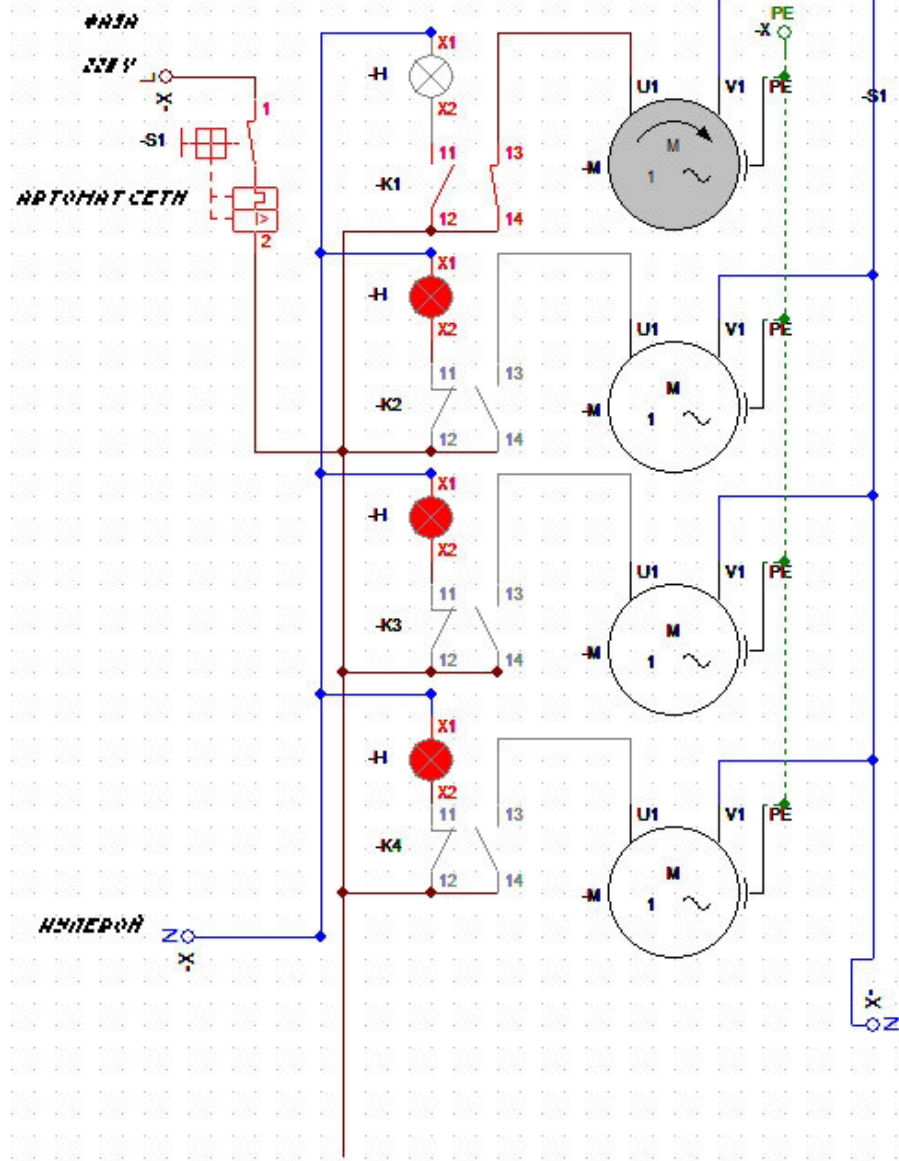 ФАЗА
PE
-X
220 V
L
-X
1
-S1
АВТОМАТ СЕТИ
I>
2
X1
-H
X2
11
13
-K1
12
14
U1
V1
PE
M
-M
1
-S1
X1
-H
X2
11
13
-K2
12
14
U1
V1
PE
M
-M
1
X1
-H
X2
11
13
-K3
12
14
U1
V1
PE
M
-M
1
X1
-H
X2
11
13
-K4
12
14
U1
V1
PE
M
-M
1
НУЛЕВОЙ
N
-X
-X
N